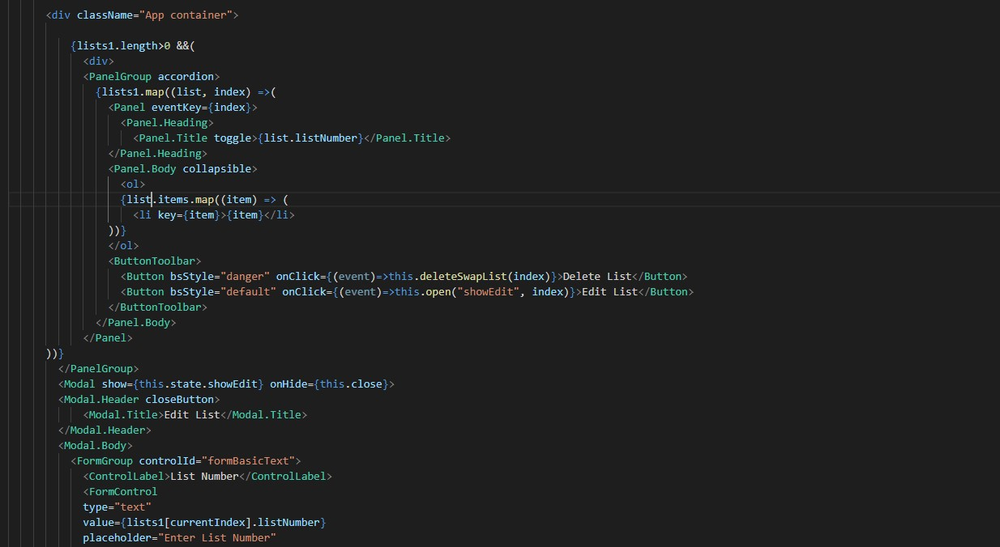 <div className="App container">
{lists1.length>0 &&(
<div>
<PanelGroup accordion>
{lists1.map((list, index) =>(
<Panel eventKey={index}>
<Panel.Heading>
<Panel.Title toggle>{list.listNumber}</Panel.Title>
</Panel.Heading>
<Panel.Body collapsible>
<ol>
{list.items.map((item) => (
<li key={item}>{item}</li>
))}
</ol>
<ButtonToolbar>
<Button bsStyle="danger" onClick={(event)=>this.deleteSwapList(index)}>Delete List</Button>
<Button bsStyle="default" onClick={(event)=>this.open("showEdit", index)}>Edit List</Button>
</ButtonToolbar>
</Panel.Body>
</Panel>
))}
</PanelGroup>
<Modal show={this.state.showEdit} onHide={this.close}>
<Modal.Header closeButton>
<Modal.Title>Edit List</Modal.Title>
</Modal.Header>
<Modal.Body>
<FormGroup controlId="formBasicText">
<ControlLabel>List Number</ControlLabel>
<FormControl
type="text"
value={lists1[currentIndex].listNumber}
placeholder="Enter List Number"